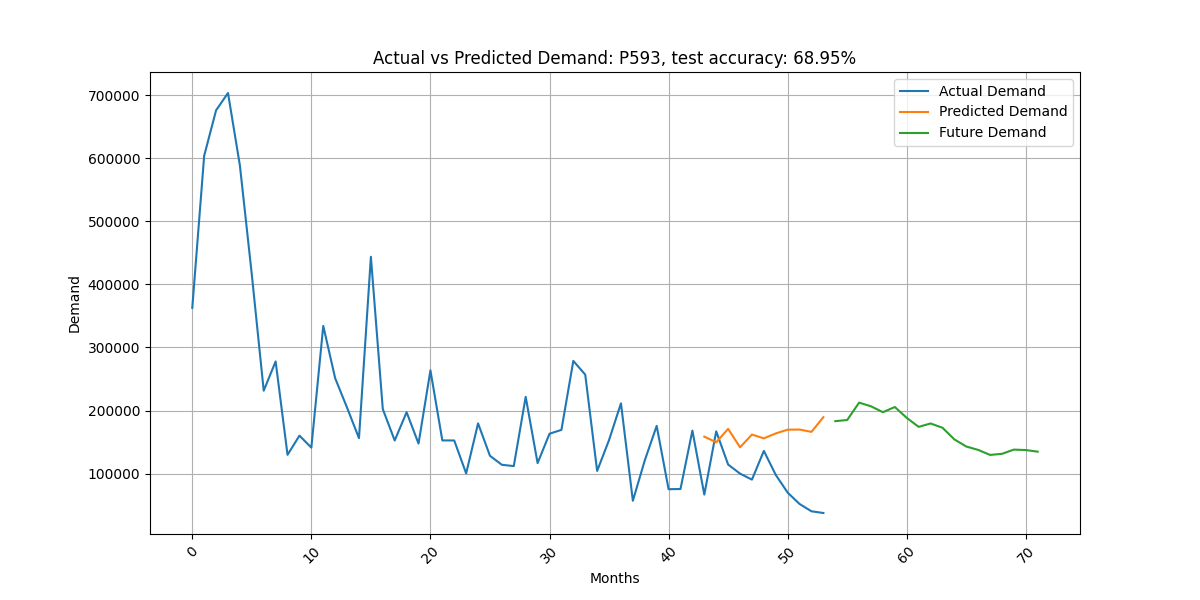 Actual vs Predicted Demand: P593, test accuracy: 68.95%
Actual Demand
Predicted Demand
Future Demand
700000
600000
500000
400000
300000
200000
100000
Demand
0
10
20
30
40
50
60
70
Months